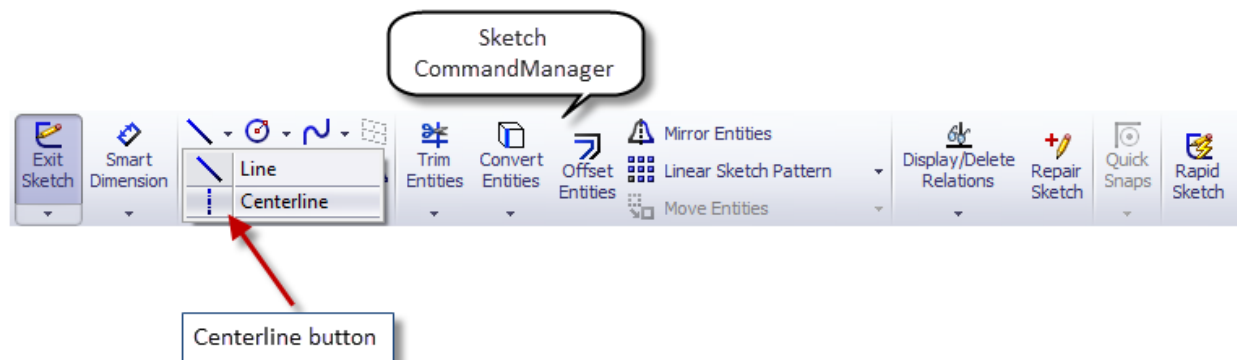 Sketch
CommandManager
Exit
Sketch
Smart
Dimension
Line
Centerline
Trim
Entities
Convert
Entities
Offset
Entities
Mirror Entities
Linear Sketch Pattern
Move Entities
Display/Delete
Relations
Repair
Sketch
Quick
Snaps
Rapid
Sketch
Centerline button